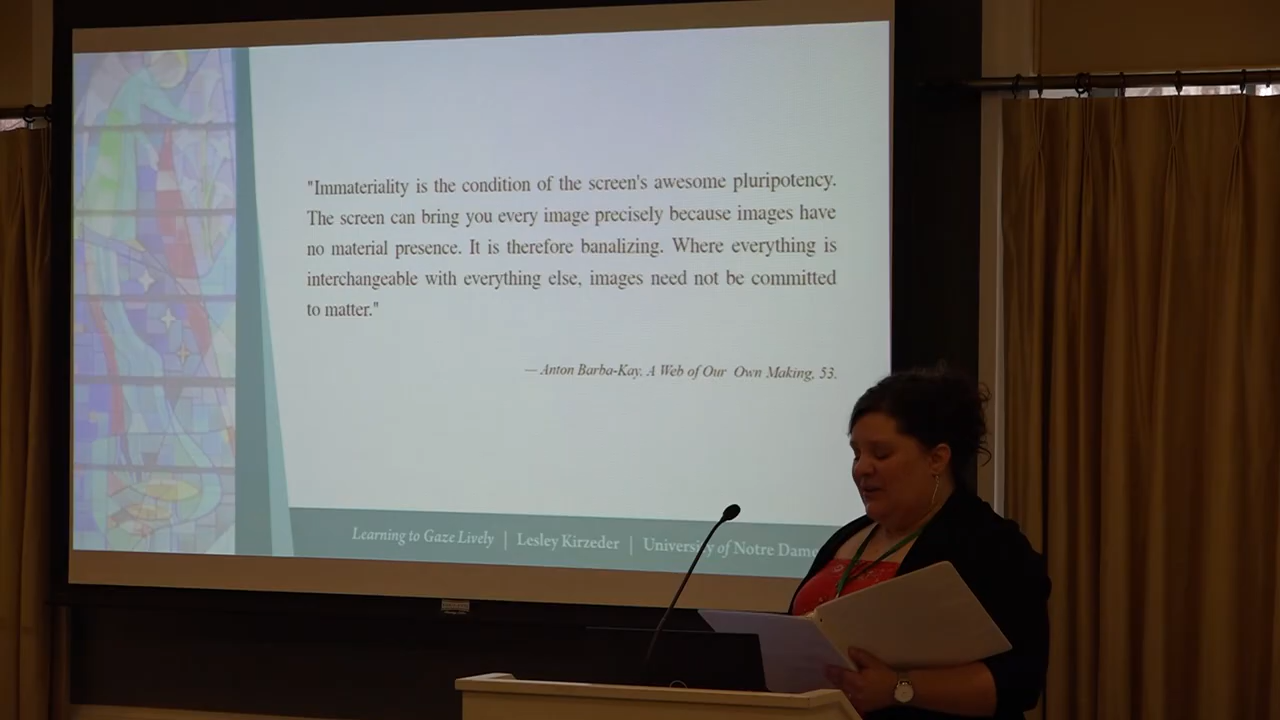 "Immateriality is the condition of the screen's awesome pluripotency.
The screen can bring you every image precisely because images have
no material presence. It is therefore banalizing. Where everything is
interchangeable with everything else, images need not be committed
to matter."
— Anton Barba-Kay. A Web of Our Own Making, 53.
Learning to Gaze Lively | Lesley Kirzeder | University of Notre Dame